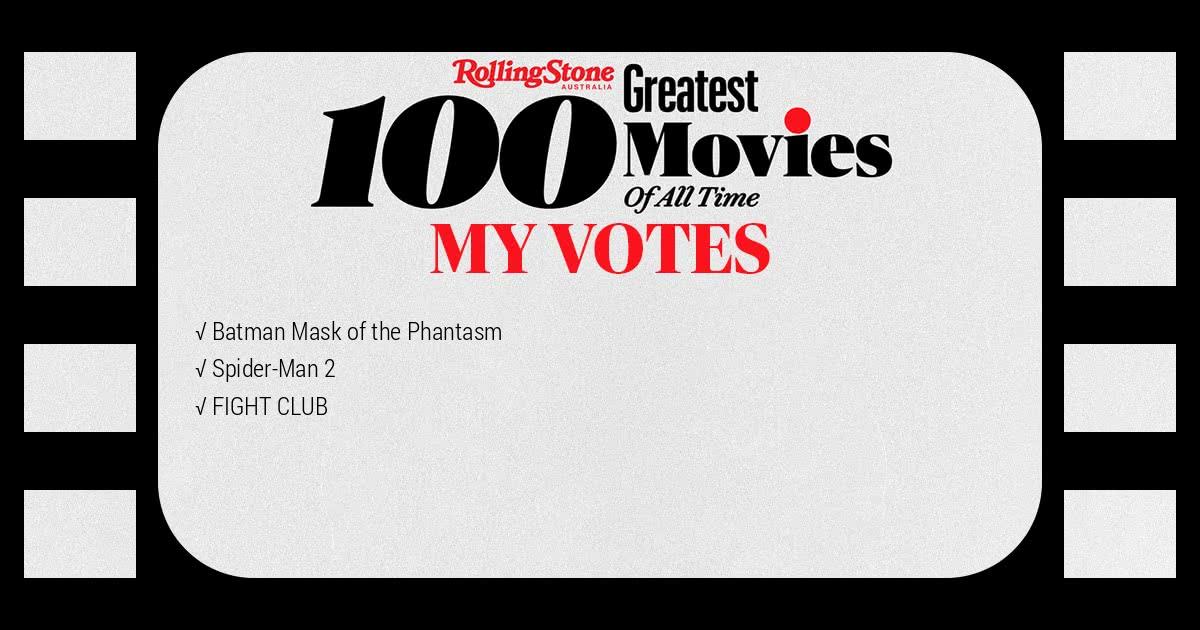 RollingStone
AUSTRALIA
100 Greatest
Movies
Of All Time
MY VOTES
√ Batman Mask of the Phantasm
√ Spider-Man 2
√ FIGHT CLUB